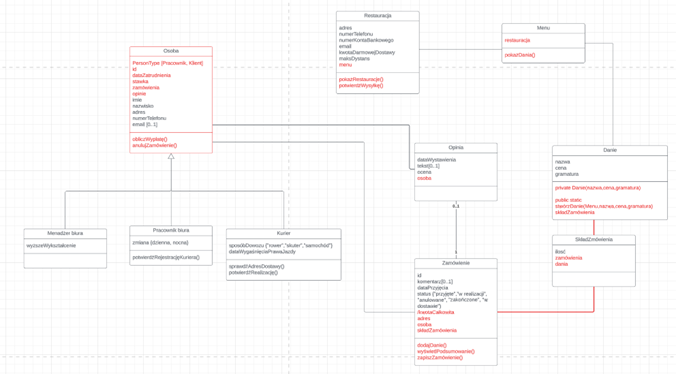 Osoba
PersonType {Pracownik, Klient}
id
dataZatrudnienia
stawka
zamówienia
opinie
imie
nazwisko
adres
numerTelefonu
email [0..1]
obliczWypłatę()
anulujZamówienie()
Restauracja
adres
numerTelefonu
numerKontaBankowego
email
kwotaDarmowejDostawy
maksDystans
menu
pokażRestauracje()
potwierdźWysyłkę()
Menu
restauracja
pokażDania()
Opinia
dataWystawienia
tekst[0..1]
ocena
osoba
0..1
Danie
nazwa
cena
gramatura
private Danie(nazwa,cena,gramatura)
public static
stwórzDanie(Menu,nazwa,cena,gramatura)
składZamówienia
Menadżer biura
wyższeWykształcenie
Pracownik biura
zmiana {dzienna, nocna}
potwierdźRejestracjęKuriera()
Kurier
sposóbDowozu {"rower","skuter","samochód"}
dataWygaśnięciaPrawaJazdy
sprawdźAdresDostawy()
potwierdźRealizację()
SkładZmówienia
ilość
zamówienia
dania
Zamówienie
id
komentarz[0..1]
dataPrzyjęcia
status {"przyjęte","w realizacji",
"anulowane", "zakończone", "w
dostawie"}
/kwotaCałkowita
adres
osoba
składZamówienia
dodajDanie()
wyświetlPodsumowanie()
zapiszZamówienie()